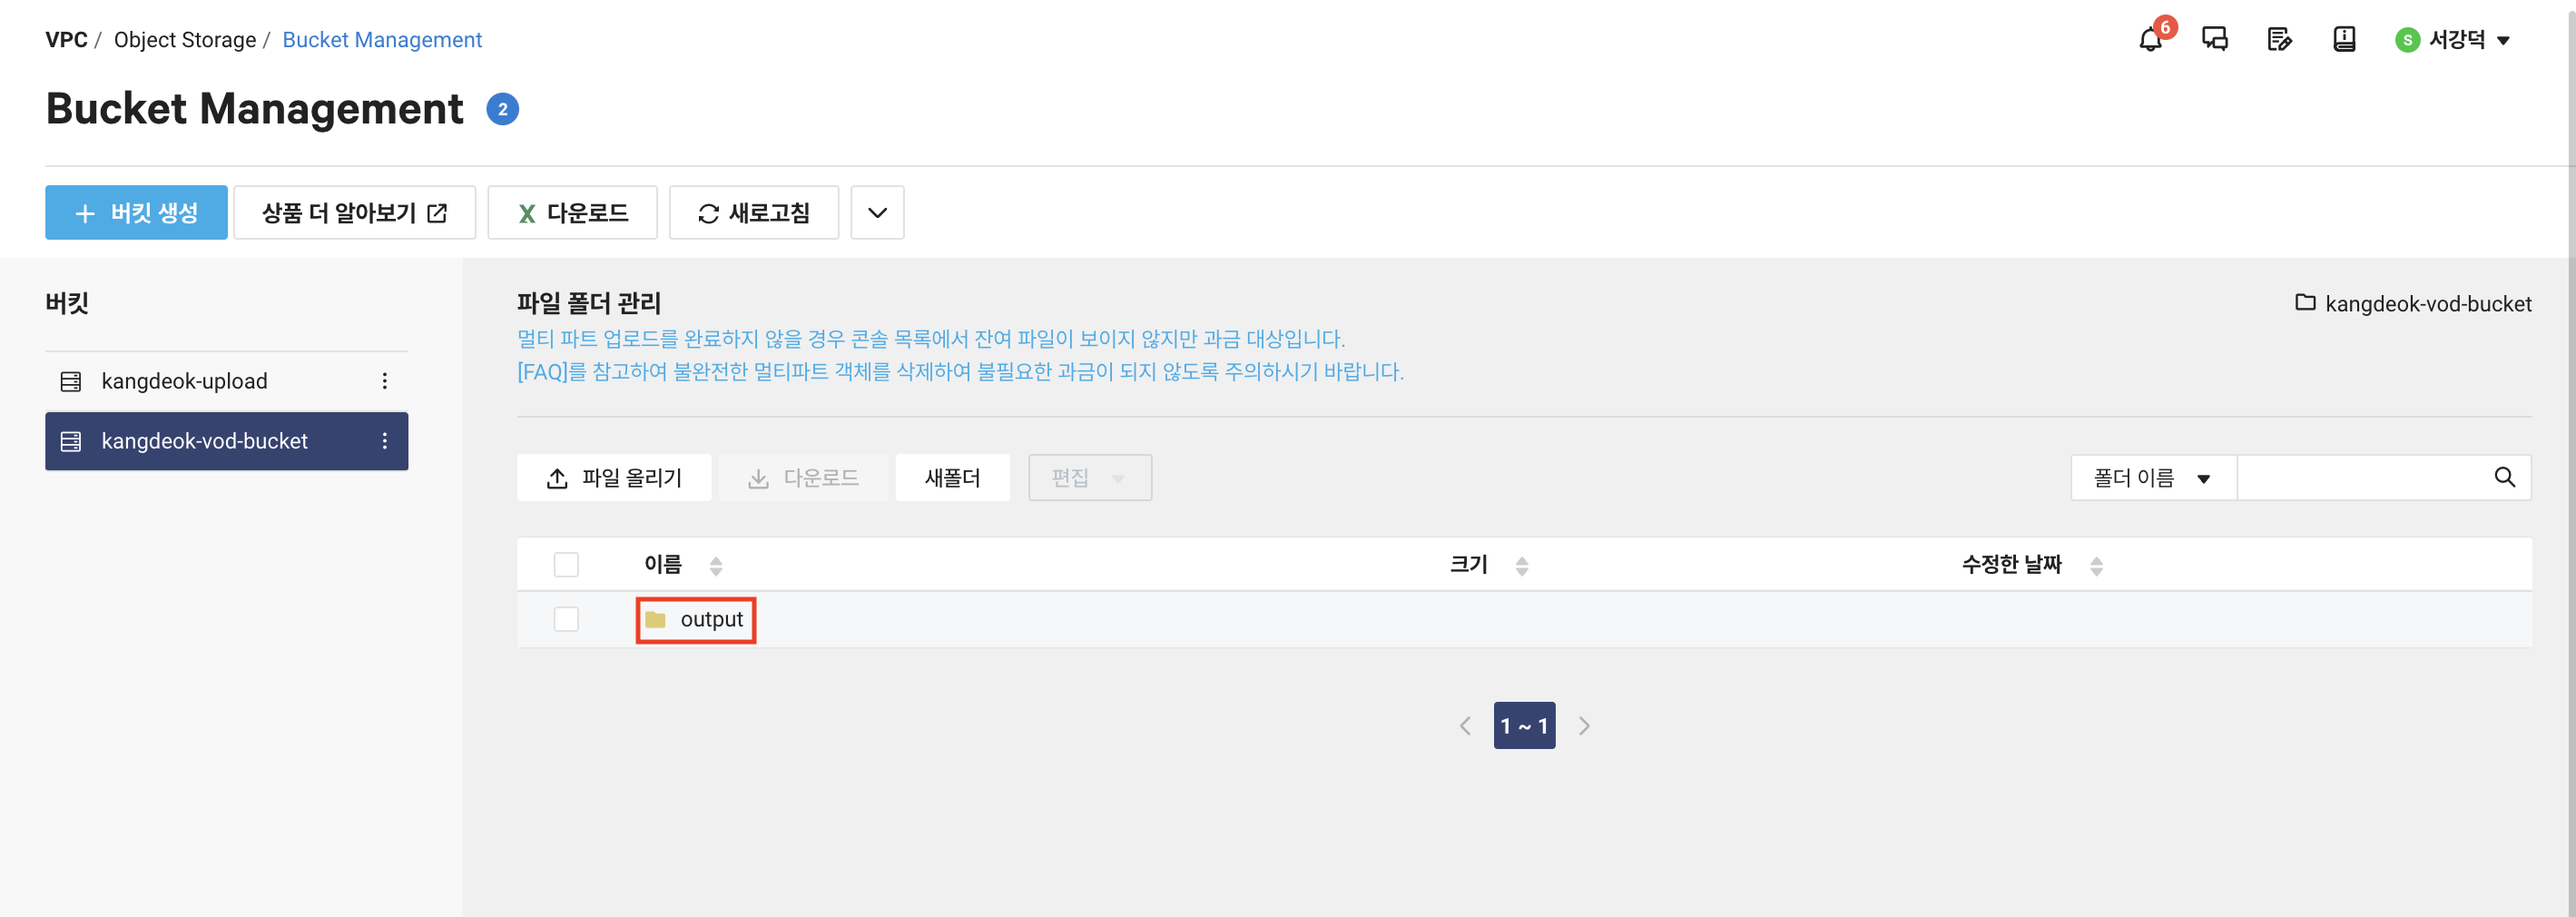 VPC / Object Storage / Bucket Management
6
S 서강덕
Bucket Management 2
+ 버킷 생성
상품 더 알아보기
X 다운로드
새로고침
버킷
kangdeok-upload
kangdeok-vod-bucket
파일 폴더 관리
kangdeok-vod-bucket
멀티 파트 업로드를 완료하지 않을 경우 콘솔 목록에서 잔여 파일이 보이지 않지만 과금 대상입니다.
[FAQ]를 참고하여 불완전한 멀티파트 객체를 삭제하여 불필요한 과금이 되지 않도록 주의하시기 바랍니다.
파일 올리기
다운로드
새폴더
편집
폴더 이름
이름 크기 수정한 날짜
output
1 ~ 1